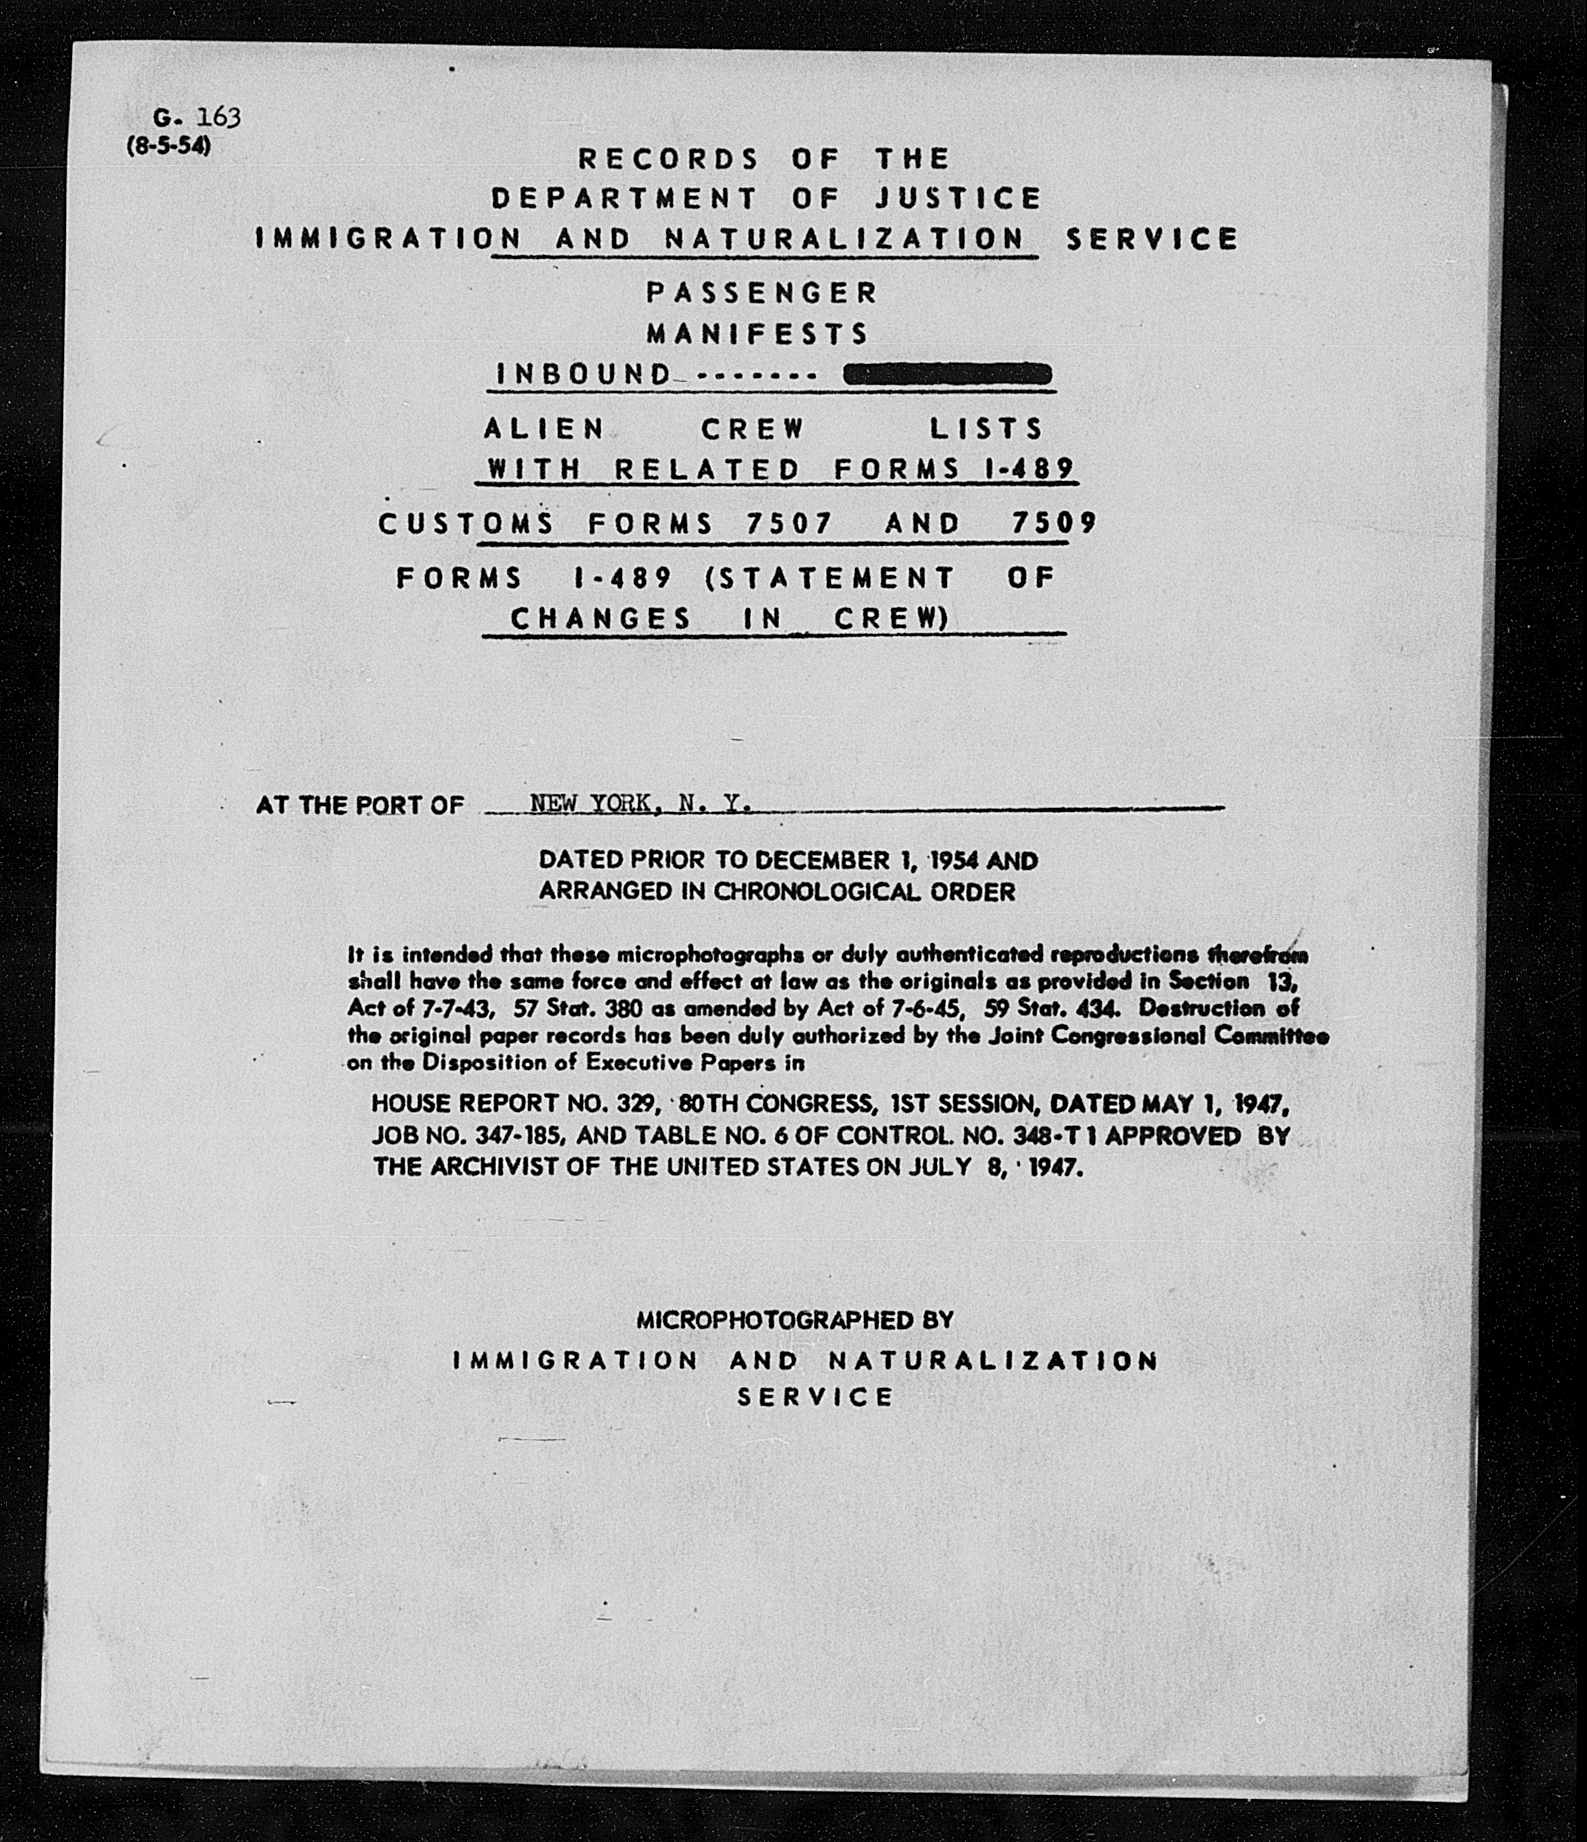 G. 163
(8-5-54)
RECORDS OF THE
DEPARTMENT OF JUSTICE
IMMIGRATION AND NATURALIZATION SERVICE
PASSENGER
MANIFESTS
INBOUND -------
ALIEN CREW LISTS
WITH RELATED FORMS I-489
CUSTOMS FORMS 7507 AND 7509
FORMS I-489 (STATEMENT OF
CHANGES IN CREW)
AT THE PORT OF NEW YORK, N. Y.
DATED PRIOR TO DECEMBER 1, 1954 AND
ARRANGED IN CHRONOLOGICAL ORDER
It is intended that these microphotographs or duly authenticated reproductions therefrom
shall have the same force and effect at law as the originals as provided in Section 13,
Act of 7-7-43, 57 Stat. 380 as amended by Act of 7-6-45, 59 Stat. 434. Destruction of
the original paper records has been duly authorized by the Joint Congressional Committee
on the Disposition of Executive Papers in
HOUSE REPORT NO. 329, 80TH CONGRESS, 1ST SESSION, DATED MAY 1, 1947,
JOB NO. 347-185, AND TABLE NO. 6 OF CONTROL NO. 348-T1 APPROVED BY
THE ARCHIVIST OF THE UNITED STATES ON JULY 8, 1947.
MICROPHOTOGRAPHED BY
IMMIGRATION AND NATURALIZATION
SERVICE